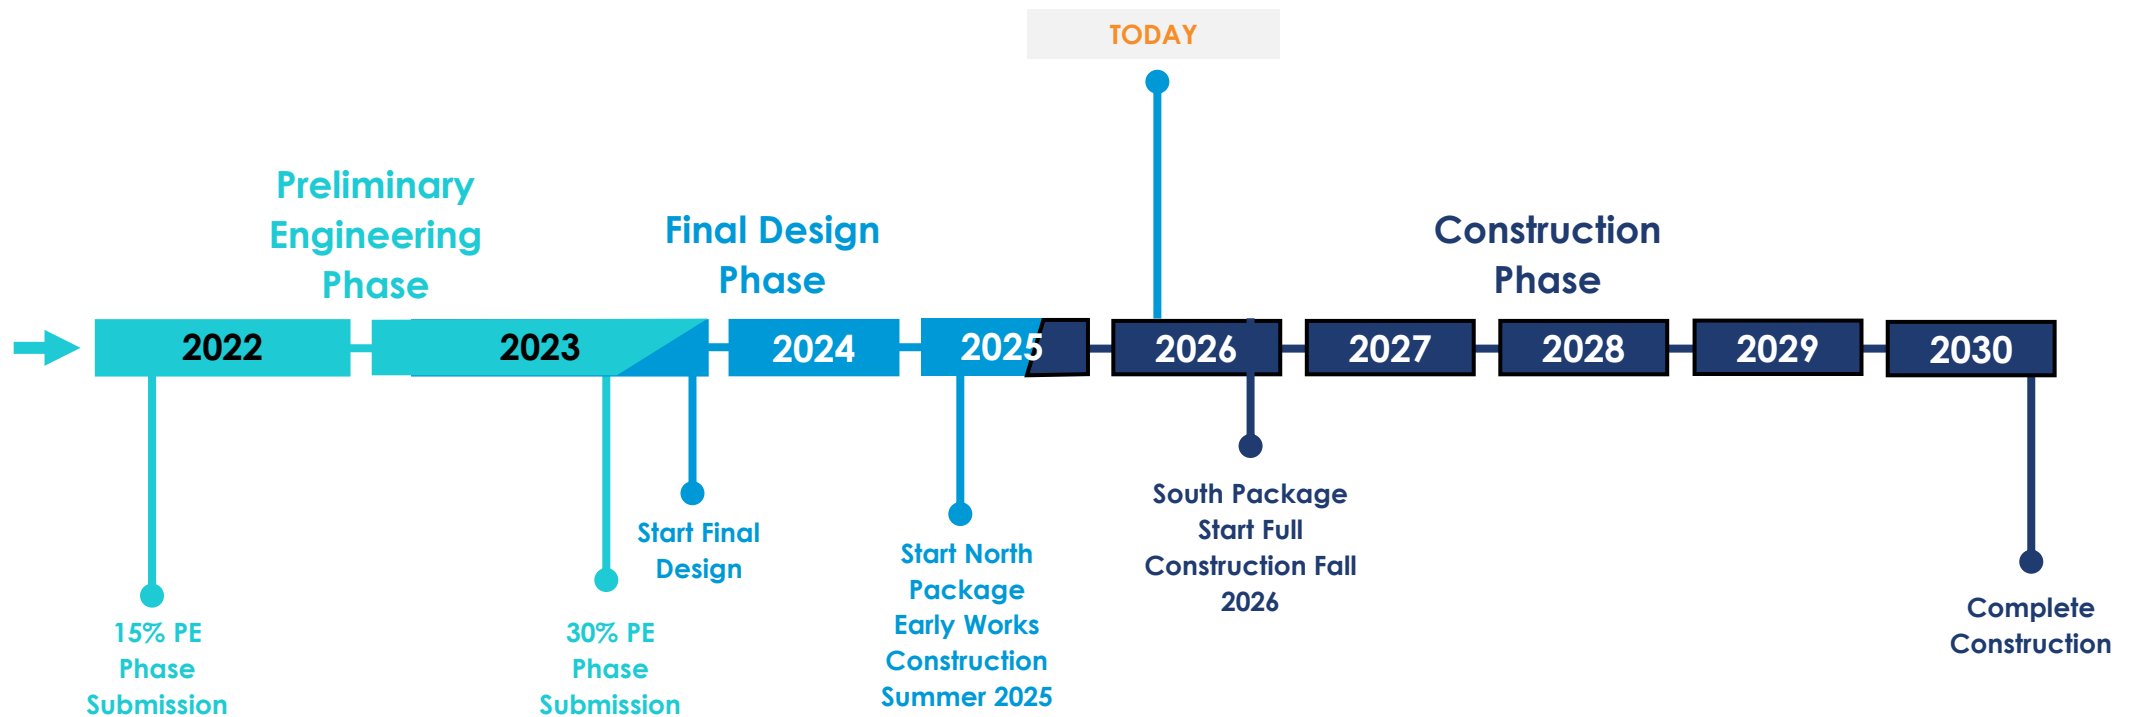 TODAY
Preliminary
Engineering
Phase
Final Design
Phase
Construction
Phase
2022
2023
2024
2025
2026
2027
2028
2029
2030
15% PE
Phase
Submission
30% PE
Phase
Submission
Start Final
Design
Start North
Package
Early Works
Construction
Summer 2025
South Package
Start Full
Construction Fall
2026
Complete
Construction